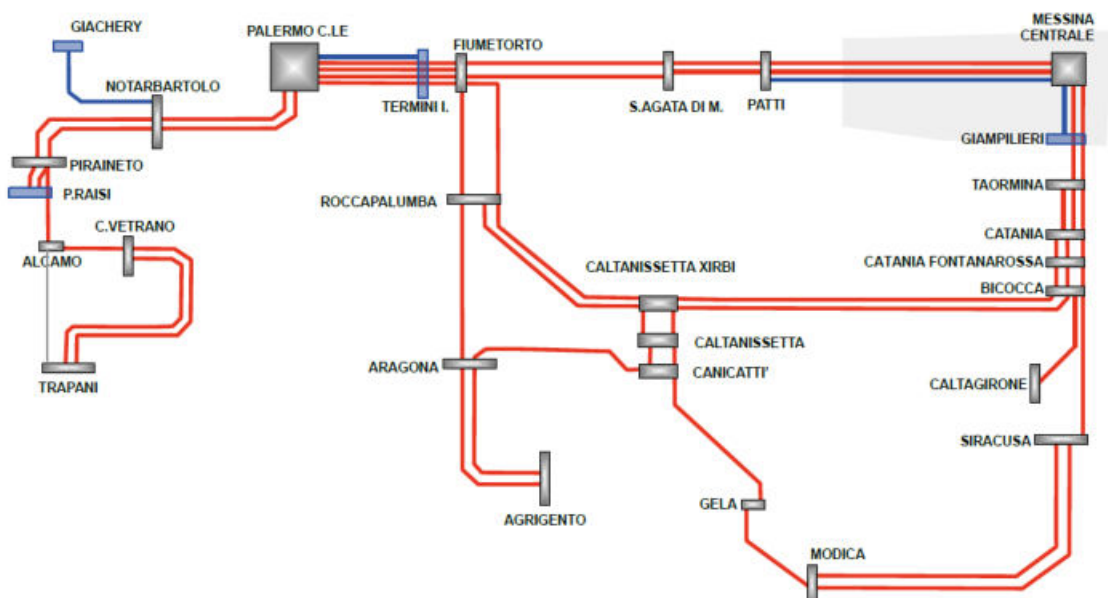 GIACHERY
PALERMO C.LE
FIUMETORTO
MESSINA
CENTRALE
NOTARBARTOLO
TERMINI I.
S.AGATA DI M.
PATTI
GIAMPILIERI
PIRAINETO
P.RAISI
ROCCAPALUMBA
TAORMINA
C.VETRANO
ALCAMO
CATANIA
CATANIA FONTANAROSSA
CALTANISSETTA XIRBI
BICOCCA
CALTANISSETTA
ARAGONA
CANICATTI'
TRAPANI
CALTAGIRONE
SIRACUSA
GELA
AGRIGENTO
MODICA